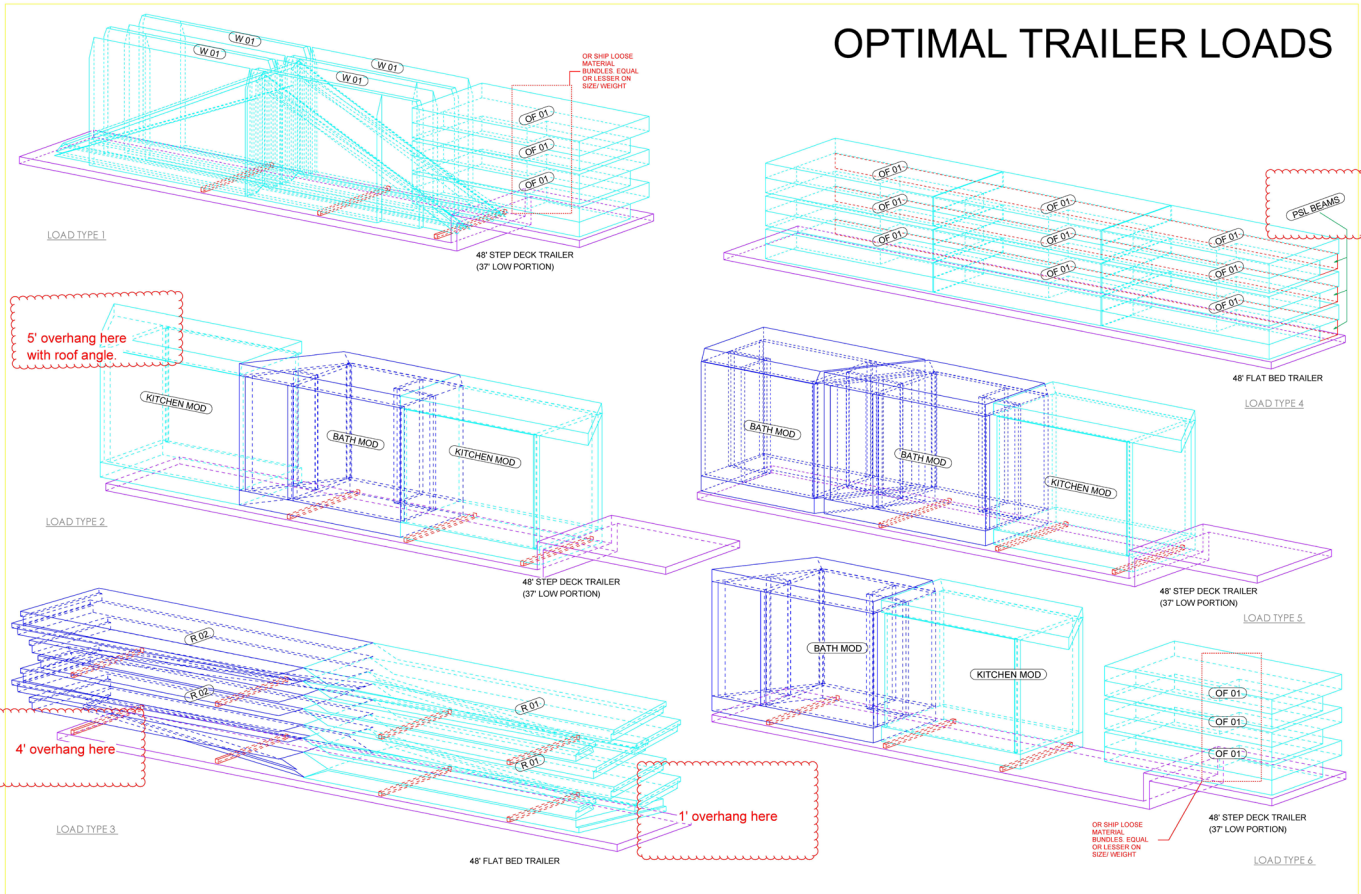 OPTIMAL TRAILER LOADS
W 01
W 01
W 01
W 01
OR SHIP LOOSE
MATERIAL
BUNDLES. EQUAL
OR LESSER ON
SIZE/ WEIGHT
OF 01
OF 01
OF 01
LOAD TYPE 1
48' STEP DECK TRAILER
(37' LOW PORTION)
OF 01
OF 01
OF 01
OF 01
OF 01
OF 01
OF 01
OF 01
OF 01
PSL BEAMS
48' FLAT BED TRAILER
LOAD TYPE 4
5' overhang here
with roof angle.
KITCHEN MOD
BATH MOD
KITCHEN MOD
LOAD TYPE 2
48' STEP DECK TRAILER
(37' LOW PORTION)
BATH MOD
BATH MOD
KITCHEN MOD
48' STEP DECK TRAILER
(37' LOW PORTION)
LOAD TYPE 5
R 02
R 02
R 01
R 01
4' overhang here
1' overhang here
LOAD TYPE 3
48' FLAT BED TRAILER
BATH MOD
KITCHEN MOD
OF 01
OF 01
OF 01
OR SHIP LOOSE
MATERIAL
BUNDLES. EQUAL
OR LESSER ON
SIZE/ WEIGHT
48' STEP DECK TRAILER
(37' LOW PORTION)
LOAD TYPE 6